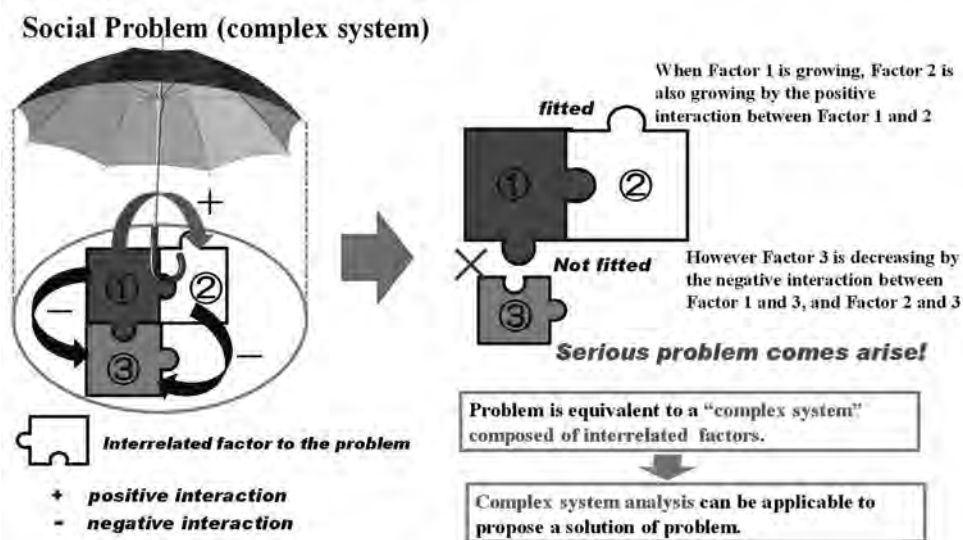 Social Problem (complex system)
+
①
②
−
−
③
Interrelated factor to the problem
+ positive interaction
- negative interaction
fitted
When Factor 1 is growing, Factor 2 is
also growing by the positive
interaction between Factor 1 and 2
①
②
Not fitted
③
However Factor 3 is decreasing by
the negative interaction between
Factor 1 and 3, and Factor 2 and 3
Serious problem comes arise!
Problem is equivalent to a “complex system”
composed of interrelated factors.
Complex system analysis can be applicable to
propose a solution of problem.